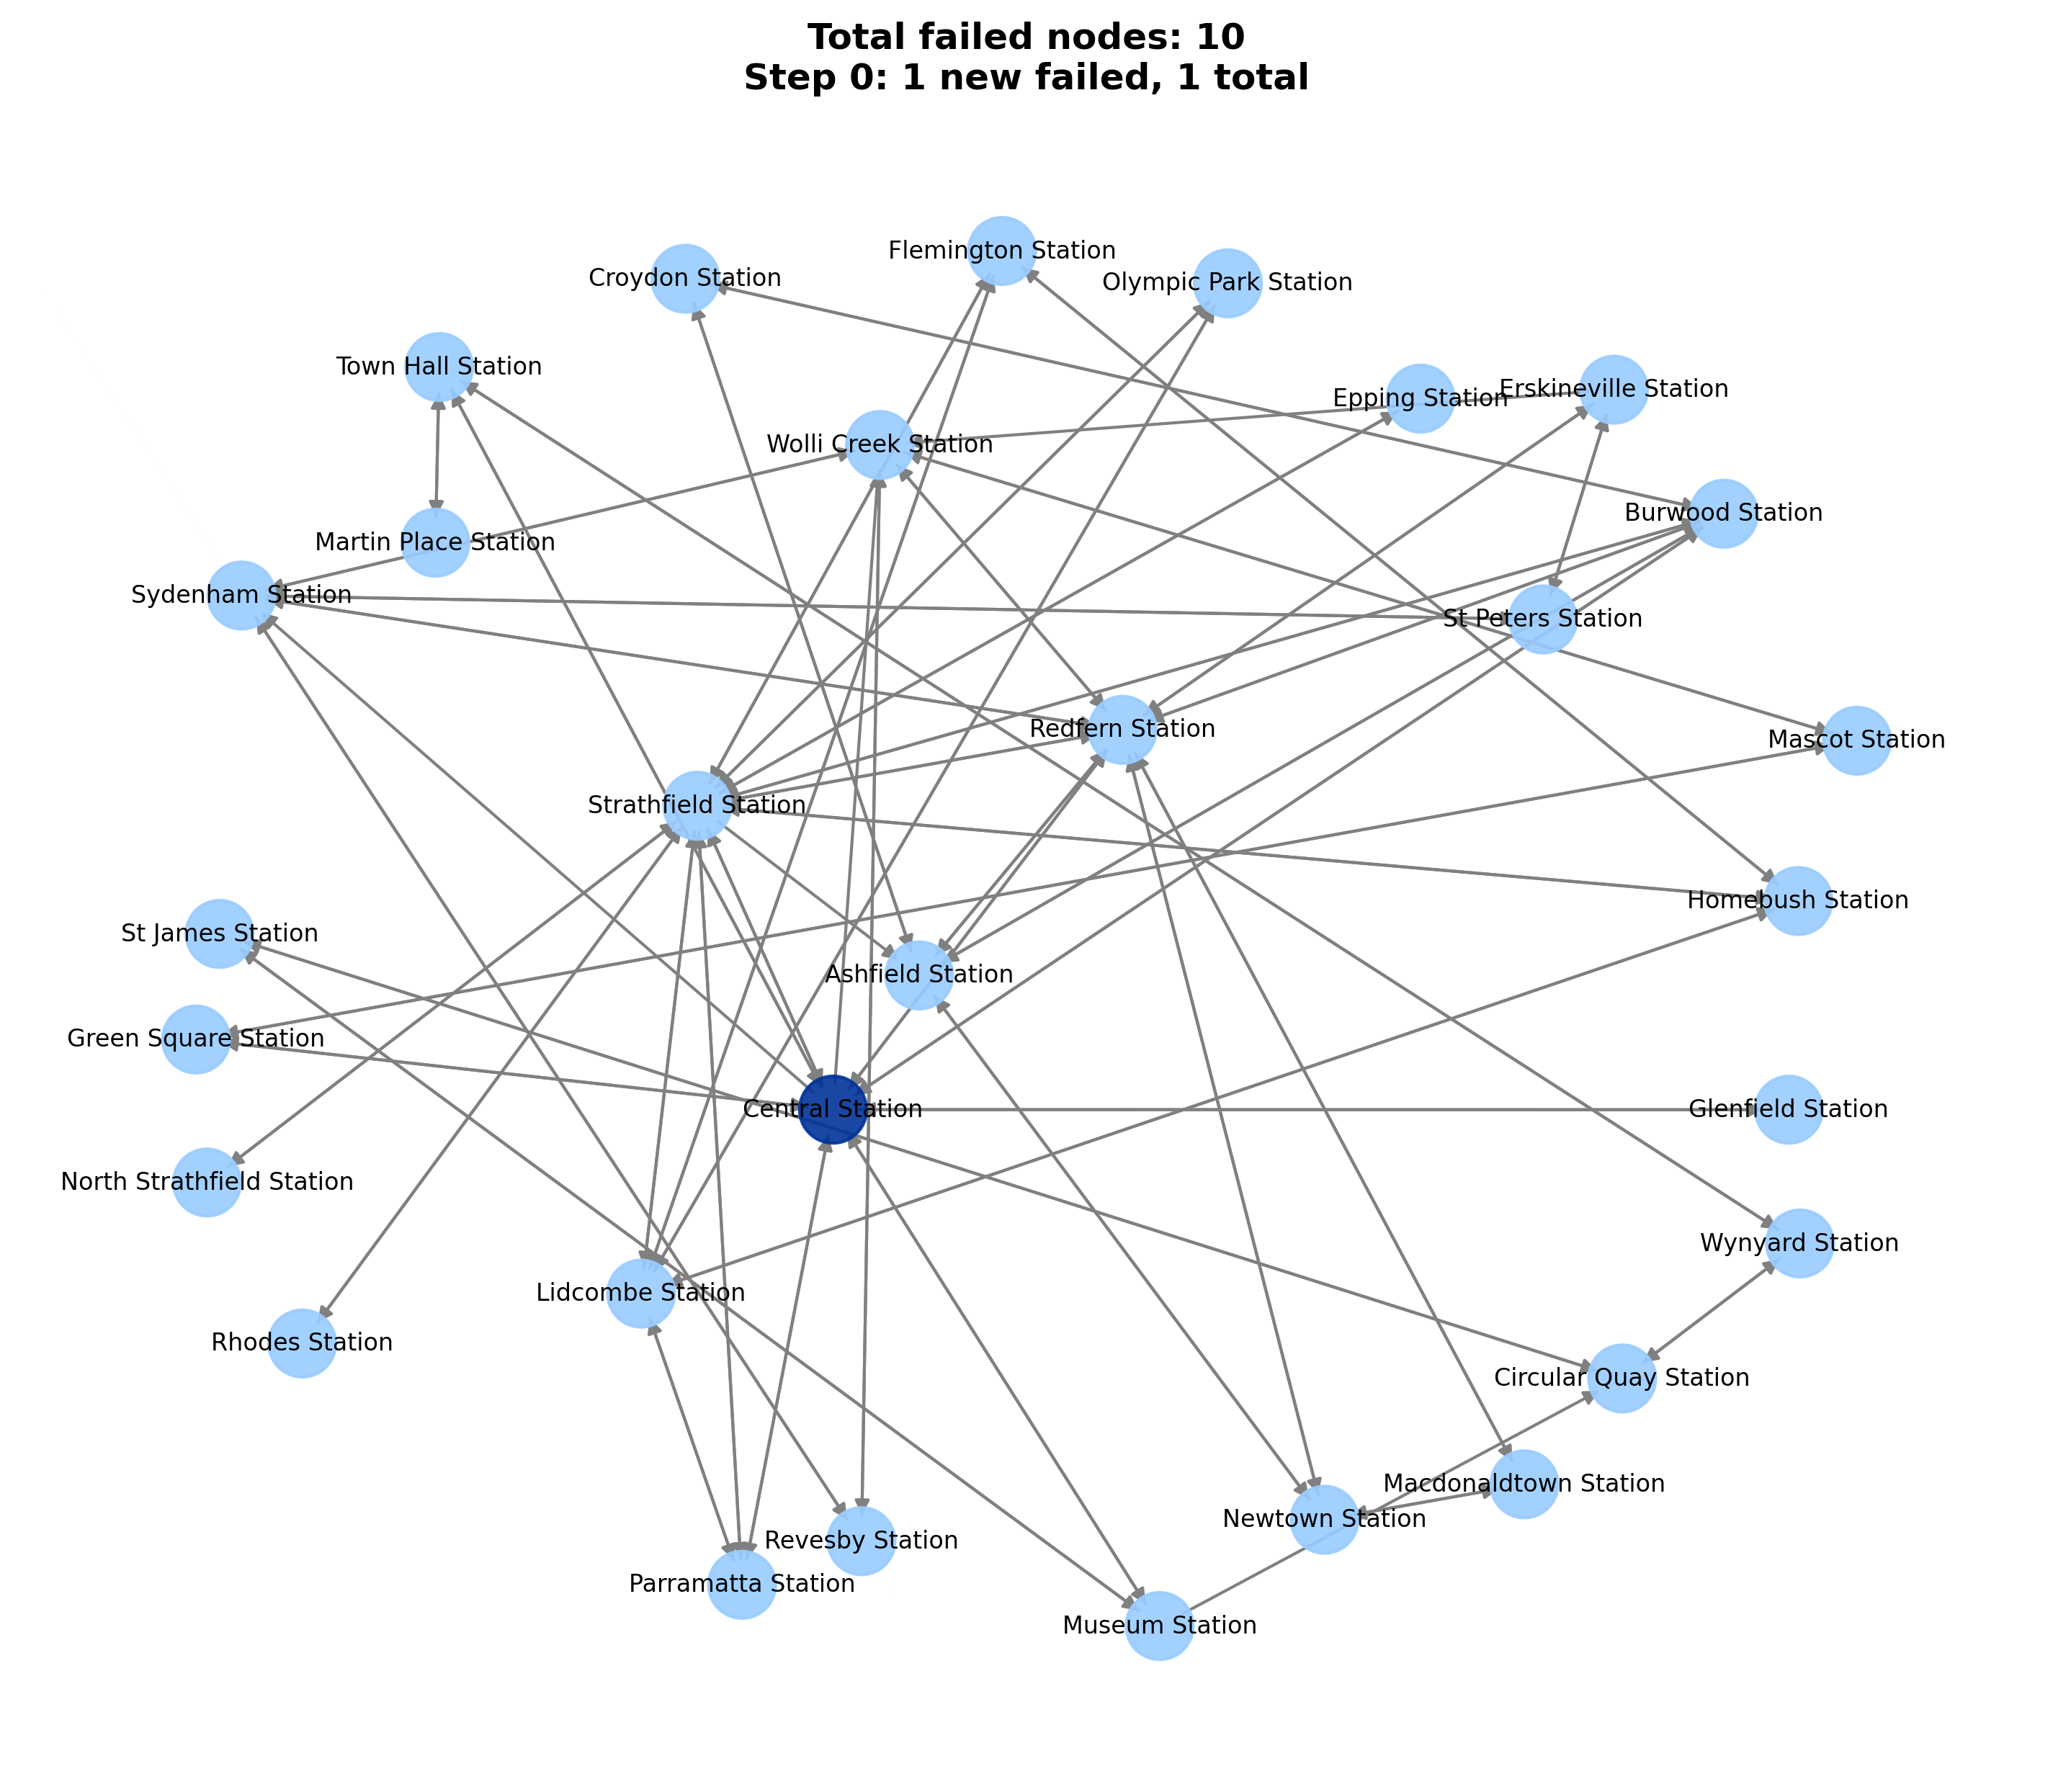 Total failed nodes: 10
Step 0: 1 new failed, 1 total
Flemington Station
Croydon Station
Olympic Park Station
Town Hall Station
Erskineville Station
Epping Station
Wolli Creek Station
Burwood Station
Martin Place Station
Sydenham Station
St Peters Station
Redfern Station
Mascot Station
Strathfield Station
Homebush Station
St James Station
Ashfield Station
Green Square Station
Central Station
Glenfield Station
North Strathfield Station
Wynyard Station
Lidcombe Station
Rhodes Station
Circular Quay Station
Macdonaldtown Station
Newtown Station
Revesby Station
Parramatta Station
Museum Station